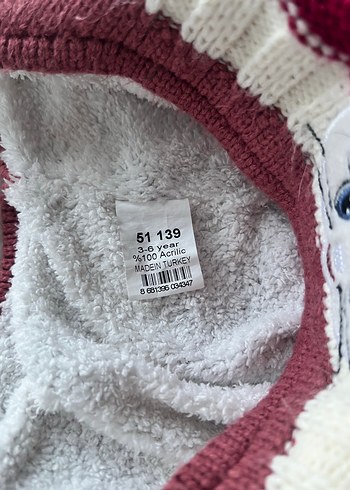 51 139
3-6 year
%100 Acrilic
MADEIN TURKEY
8 681396 034347